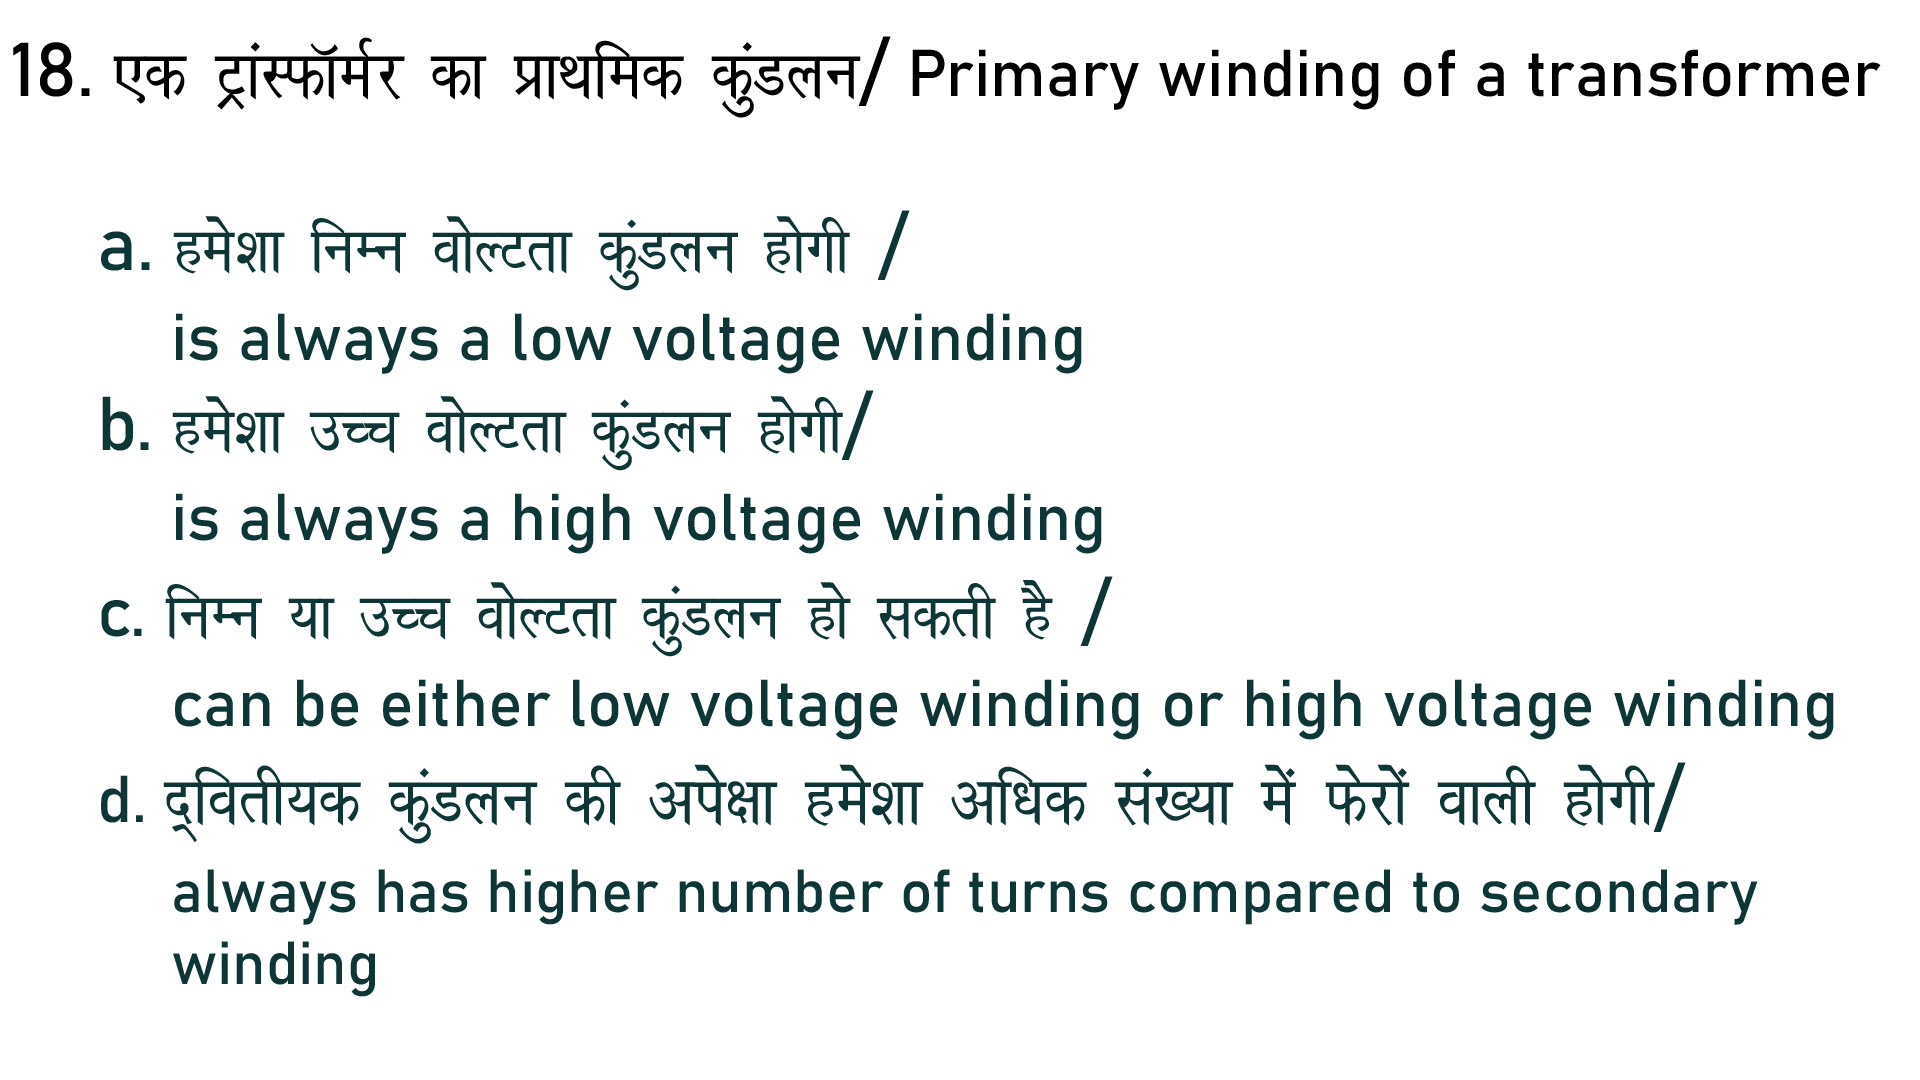 18. एक ट्रांस्फॉर्मर का प्राथमिक कुंडलन/ Primary winding of a transformer
a. हमेशा निम्न वोल्टता कुंडलन होगी /
is always a low voltage winding
b. हमेशा उच्च वोल्टता कुंडलन होगी/
is always a high voltage winding
c. निम्न या उच्च वोल्टता कुंडलन हो सकती है /
can be either low voltage winding or high voltage winding
d. द्वितीयक कुंडलन की अपेक्षा हमेशा अधिक संख्या में फेरों वाली होगी/
always has higher number of turns compared to secondary
winding